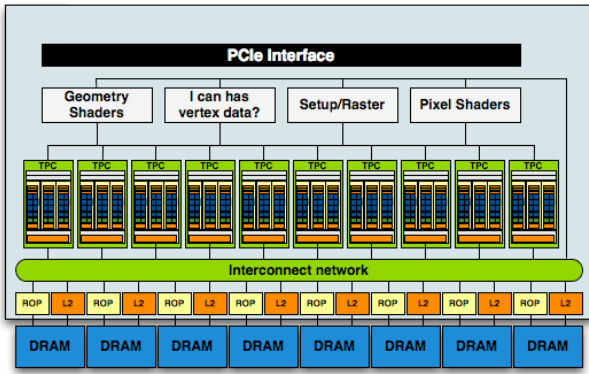 PCIe Interface
Geometry
Shaders
I can has
vertex data?
Setup/Raster
Pixel Shaders
TPC TPC TPC TPC TPC TPC TPC TPC TPC TPC
Interconnect network
ROP L2 ROP L2 ROP L2 ROP L2 ROP L2 ROP L2 ROP L2 ROP L2
DRAM DRAM DRAM DRAM DRAM DRAM DRAM DRAM